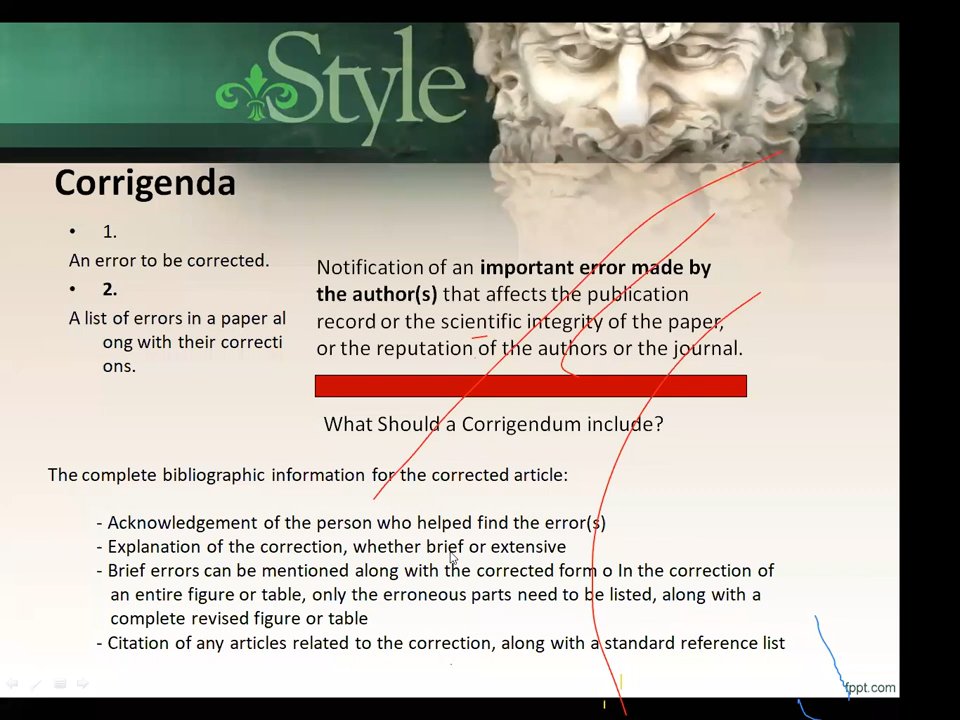 Style
Corrigenda
• 1.
An error to be corrected.
• 2.
A list of errors in a paper al
ong with their correcti
ons.
Notification of an important error made by
the author(s) that affects the publication
record or the scientific integrity of the paper,
or the reputation of the authors or the journal.
What Should a Corrigendum include?
The complete bibliographic information for the corrected article:
- Acknowledgement of the person who helped find the error(s)
- Explanation of the correction, whether brief or extensive
- Brief errors can be mentioned along with the corrected form o In the correction of
an entire figure or table, only the erroneous parts need to be listed, along with a
complete revised figure or table
- Citation of any articles related to the correction, along with a standard reference list
fppt.com